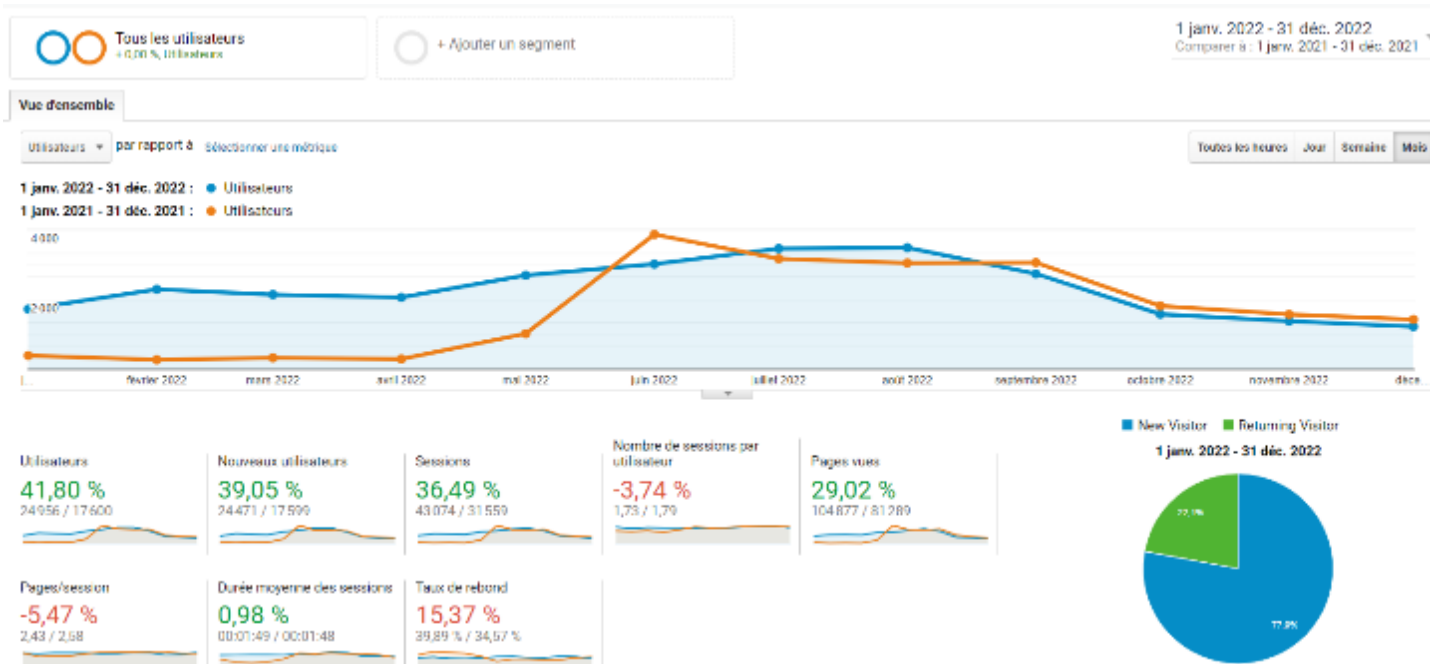 Tous les utilisateurs
+ 0,00 %, Utilisateurs
+ Ajouter un segment
1 janv. 2022 - 31 déc. 2022
Comparer à : 1 janv. 2021 - 31 déc. 2021
Vue d'ensemble
Utilisateurs par rapport à Sélectionner une métrique
Toutes les heures Jour Semaine Mois
1 janv. 2022 - 31 déc. 2022 : Utilisateurs
1 janv. 2021 - 31 déc. 2021 : Utilisateurs
4 000
2 000
j... février 2022 mars 2022 avril 2022 mai 2022 juin 2022 juillet 2022 août 2022 septembre 2022 octobre 2022 novembre 2022 déce...
New Visitor Returning Visitor
1 janv. 2022 - 31 déc. 2022
Utilisateurs
41,80 %
24 956 / 17 600
Nouveaux utilisateurs
39,05 %
24 471 / 17 599
Sessions
36,49 %
43 074 / 31 559
Nombre de sessions par
utilisateur
-3,74 %
1,73 / 1,79
Pages vues
29,02 %
104 877 / 81 289
Pages/session
-5,47 %
2,43 / 2,58
Durée moyenne des sessions
0,98 %
00:01:49 / 00:01:48
Taux de rebond
15,37 %
39,89 % / 34,57 %